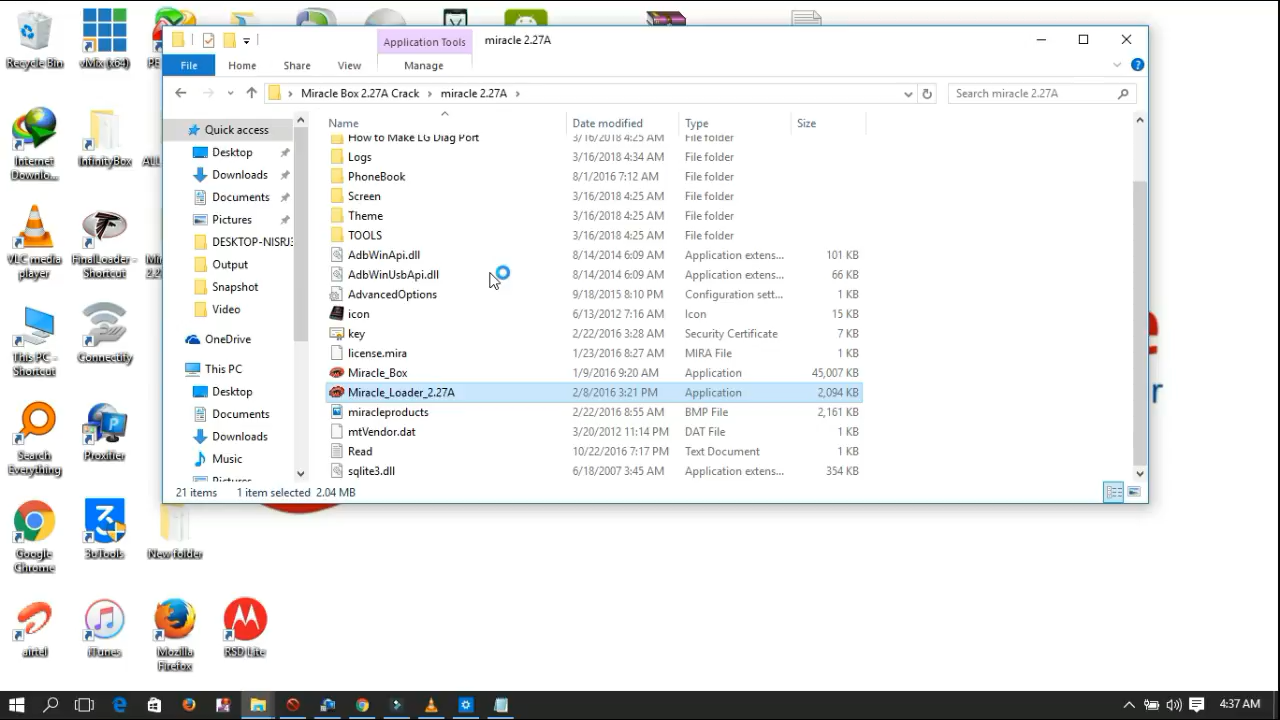 Application Tools
miracle 2.27A
File
Home
Share
View
Manage
Miracle Box 2.27A Crack
miracle 2.27A
Search miracle 2.27A
Name
Date modified
Type
Size
Quick access
Desktop
Downloads
Documents
Pictures
DESKTOP-NISRJ3
Output
Snapshot
Video
OneDrive
This PC
Desktop
Documents
Downloads
Music
How to Make LG Diag Port 3/16/2018 4:25 AM File folder
Logs 3/16/2018 4:34 AM File folder
PhoneBook 8/1/2016 7:12 AM File folder
Screen 3/16/2018 4:25 AM File folder
Theme 3/16/2018 4:25 AM File folder
TOOLS 3/16/2018 4:25 AM File folder
AdbWinApi.dll 8/14/2014 6:09 AM Application extens... 101 KB
AdbWinUsbApi.dll 8/14/2014 6:09 AM Application extens... 66 KB
AdvancedOptions 9/18/2015 8:10 PM Configuration sett... 1 KB
icon 6/13/2012 7:16 AM Icon 15 KB
key 2/22/2016 3:28 AM Security Certificate 7 KB
license.mira 1/23/2016 8:27 AM MIRA File 1 KB
Miracle_Box 1/9/2016 9:20 AM Application 45,007 KB
Miracle_Loader_2.27A 2/8/2016 3:21 PM Application 2,094 KB
miracleproducts 2/22/2016 8:55 AM BMP File 2,161 KB
mtVendor.dat 3/20/2012 11:14 PM DAT File 1 KB
Read 10/22/2016 7:17 PM Text Document 1 KB
sqlite3.dll 6/18/2007 3:45 AM Application extens... 354 KB
21 items 1 item selected 2.04 MB
Recycle Bin
vMix (x64)
Internet
Downlo...
InfinityBox
ALL
VLC media
player
FinalLoader -
Shortcut
This PC -
Shortcut
Connectify
Search
Everything
Proxifier
Google
Chrome
3uTools
New folder
airtel
iTunes
Mozilla
Firefox
RSD Lite
4:37 AM